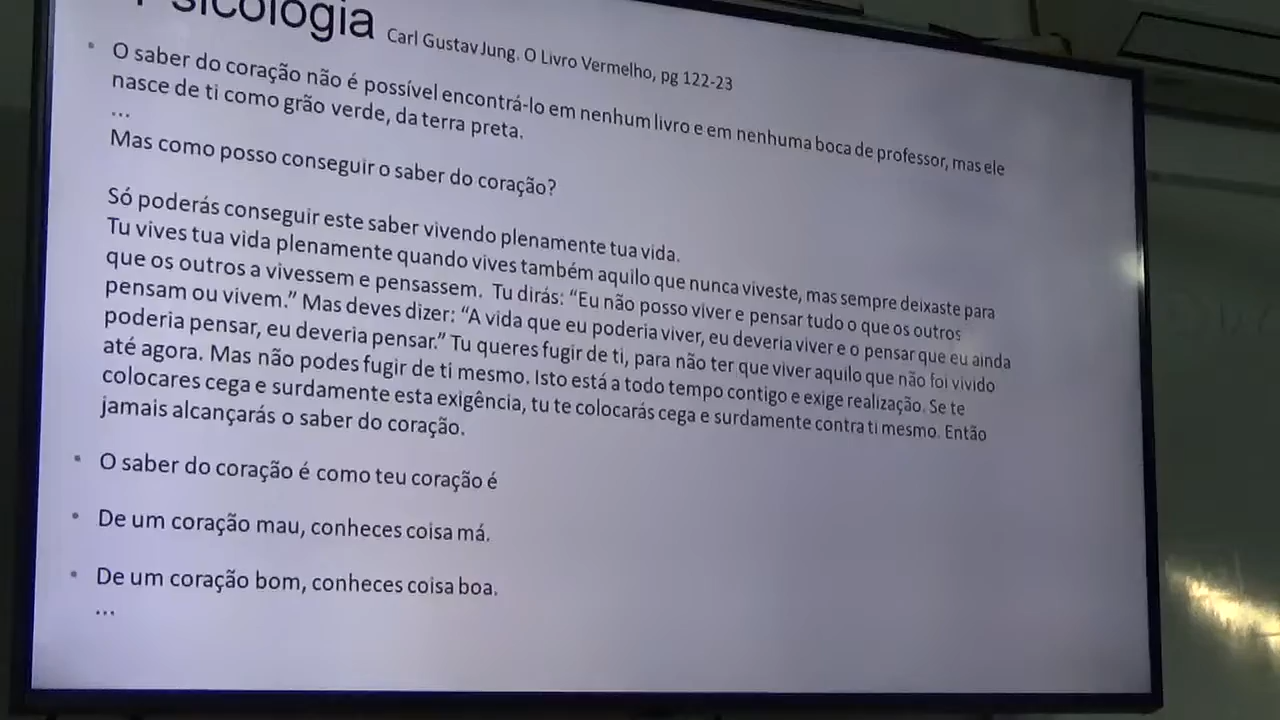 Psicologia Carl Gustav Jung. O Livro Vermelho, pg 122-23
• O saber do coração não é possível encontrá-lo em nenhum livro e em nenhuma boca de professor, mas ele
nasce de ti como grão verde, da terra preta.
...
Mas como posso conseguir o saber do coração?
Só poderás conseguir este saber vivendo plenamente tua vida.
Tu vives tua vida plenamente quando vives também aquilo que nunca viveste, mas sempre deixaste para
que os outros a vivessem e pensassem. Tu dirás: “Eu não posso viver e pensar tudo o que os outros
pensam ou vivem.” Mas deves dizer: “A vida que eu poderia viver, eu deveria viver e o pensar que eu ainda
poderia pensar, eu deveria pensar.” Tu queres fugir de ti, para não ter que viver aquilo que não foi vivido
até agora. Mas não podes fugir de ti mesmo. Isto está a todo tempo contigo e exige realização. Se te
colocares cega e surdamente esta exigência, tu te colocarás cega e surdamente contra ti mesmo. Então
jamais alcançarás o saber do coração.
• O saber do coração é como teu coração é
• De um coração mau, conheces coisa má.
• De um coração bom, conheces coisa boa.
...